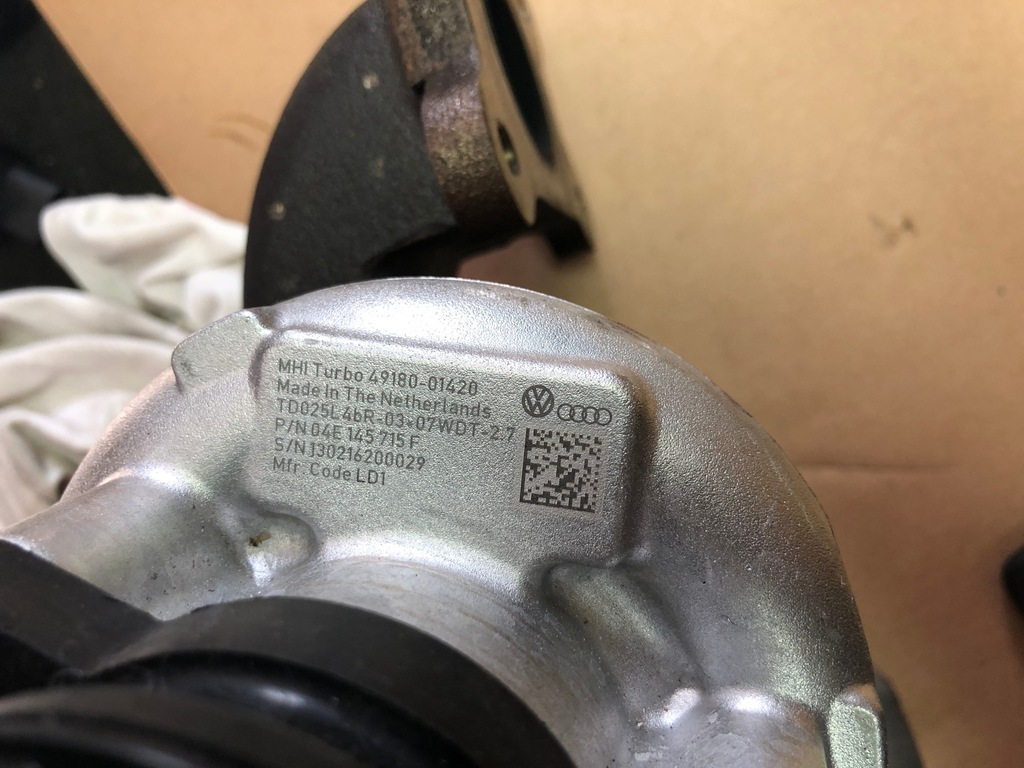 MHI Turbo 49180-01420
Made In The Netherlands
TD025L4bR-03+07WDT-2.7
P/N 04E 145 715 F
S/N J30216200029
Mfr. Code LD1